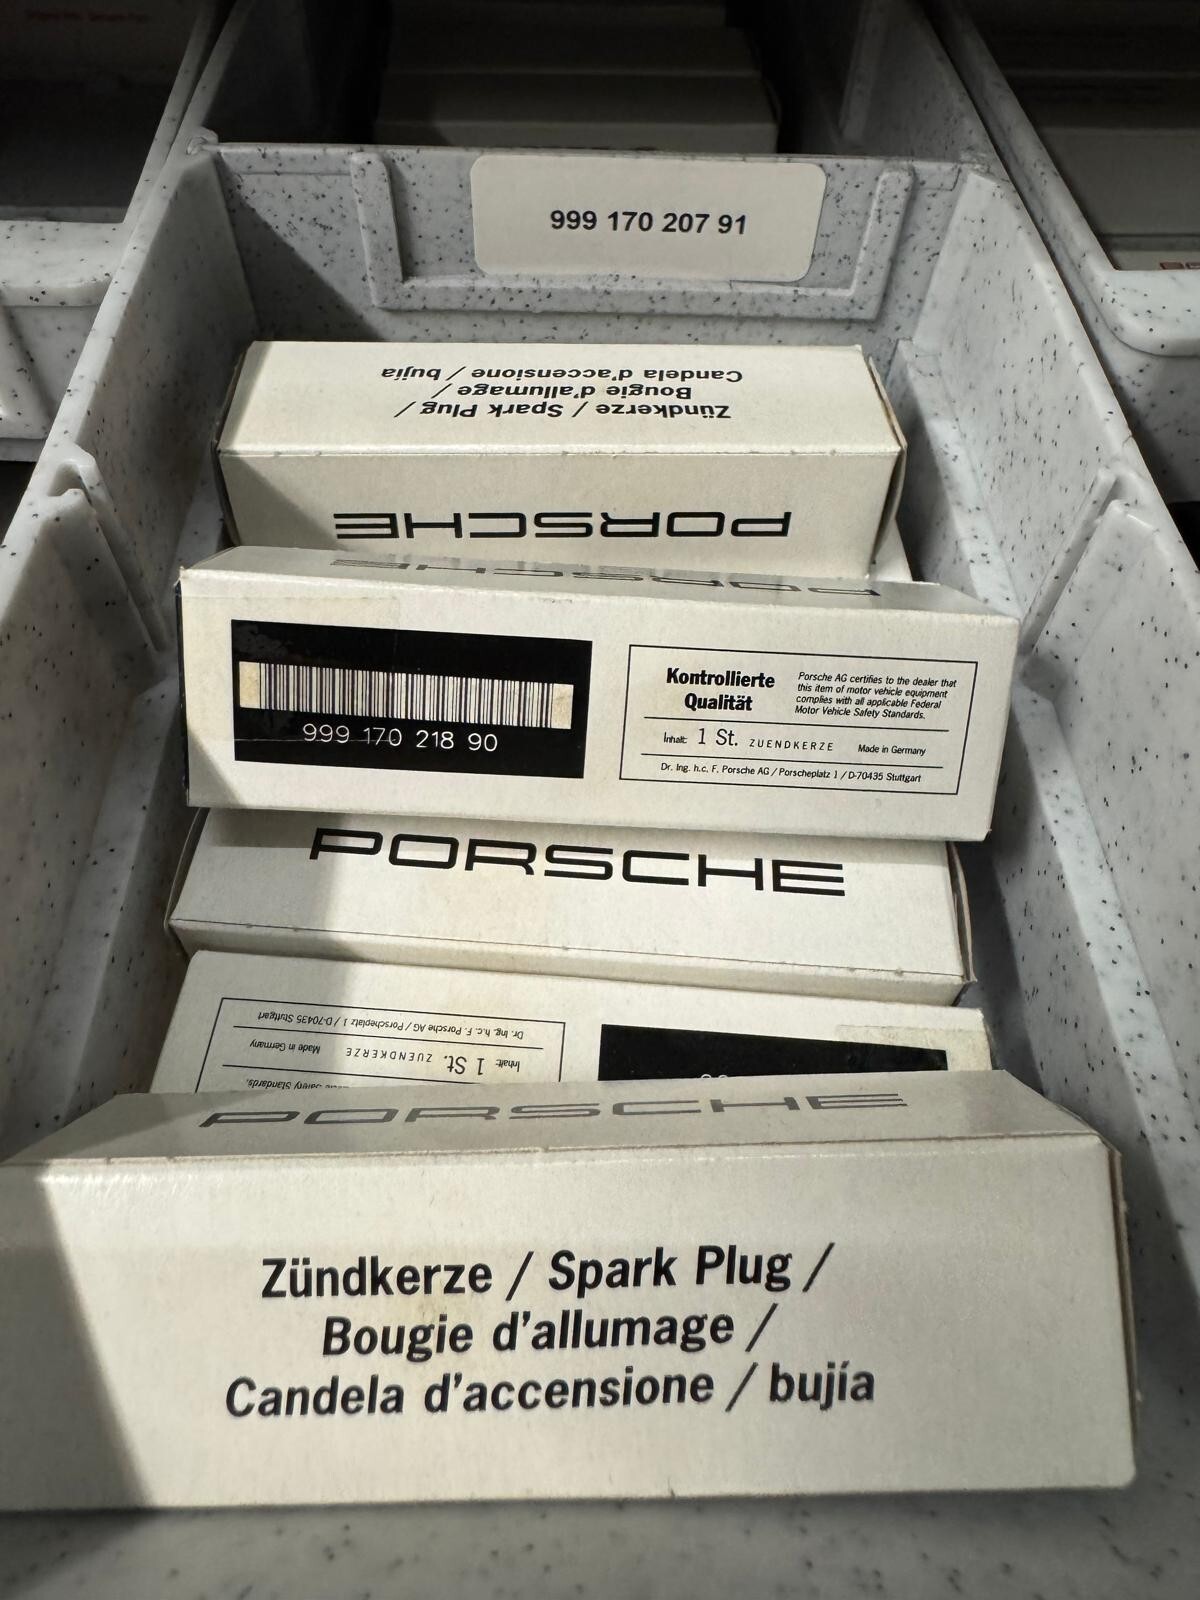 999 170 207 91
Candela d'accensione / bujía
Bougie d'allumage /
Zündkerze / Spark Plug /
PORSCHE
PORSCHE
999 170 218 90
Kontrollierte
Qualität
Porsche AG certifies to the dealer that
this item of motor vehicle equipment
complies with all applicable Federal
Motor Vehicle Safety Standards.
Inhalt: 1 St. ZUENDKERZE Made in Germany
Dr. Ing. h.c. F. Porsche AG / Porscheplatz 1 / D-70435 Stuttgart
PORSCHE
Dr. Ing. h.c. F. Porsche AG / Porscheplatz 1 / D-70435 Stuttgart
Inhalt: 1 St. ZUENDKERZE Made in Germany
Safety Standards.
PORSCHE
Zündkerze / Spark Plug /
Bougie d'allumage /
Candela d'accensione / bujía